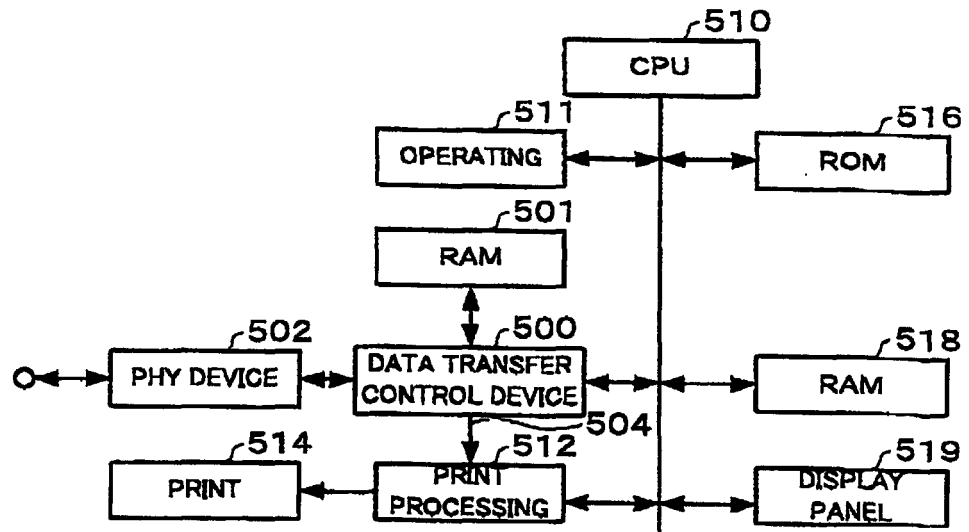 510
CPU
511
OPERATING
516
ROM
501
RAM
502
PHY DEVICE
500
DATA TRANSFER
CONTROL DEVICE
518
RAM
504
514
PRINT
512
PRINT
PROCESSING
519
DISPLAY
PANEL